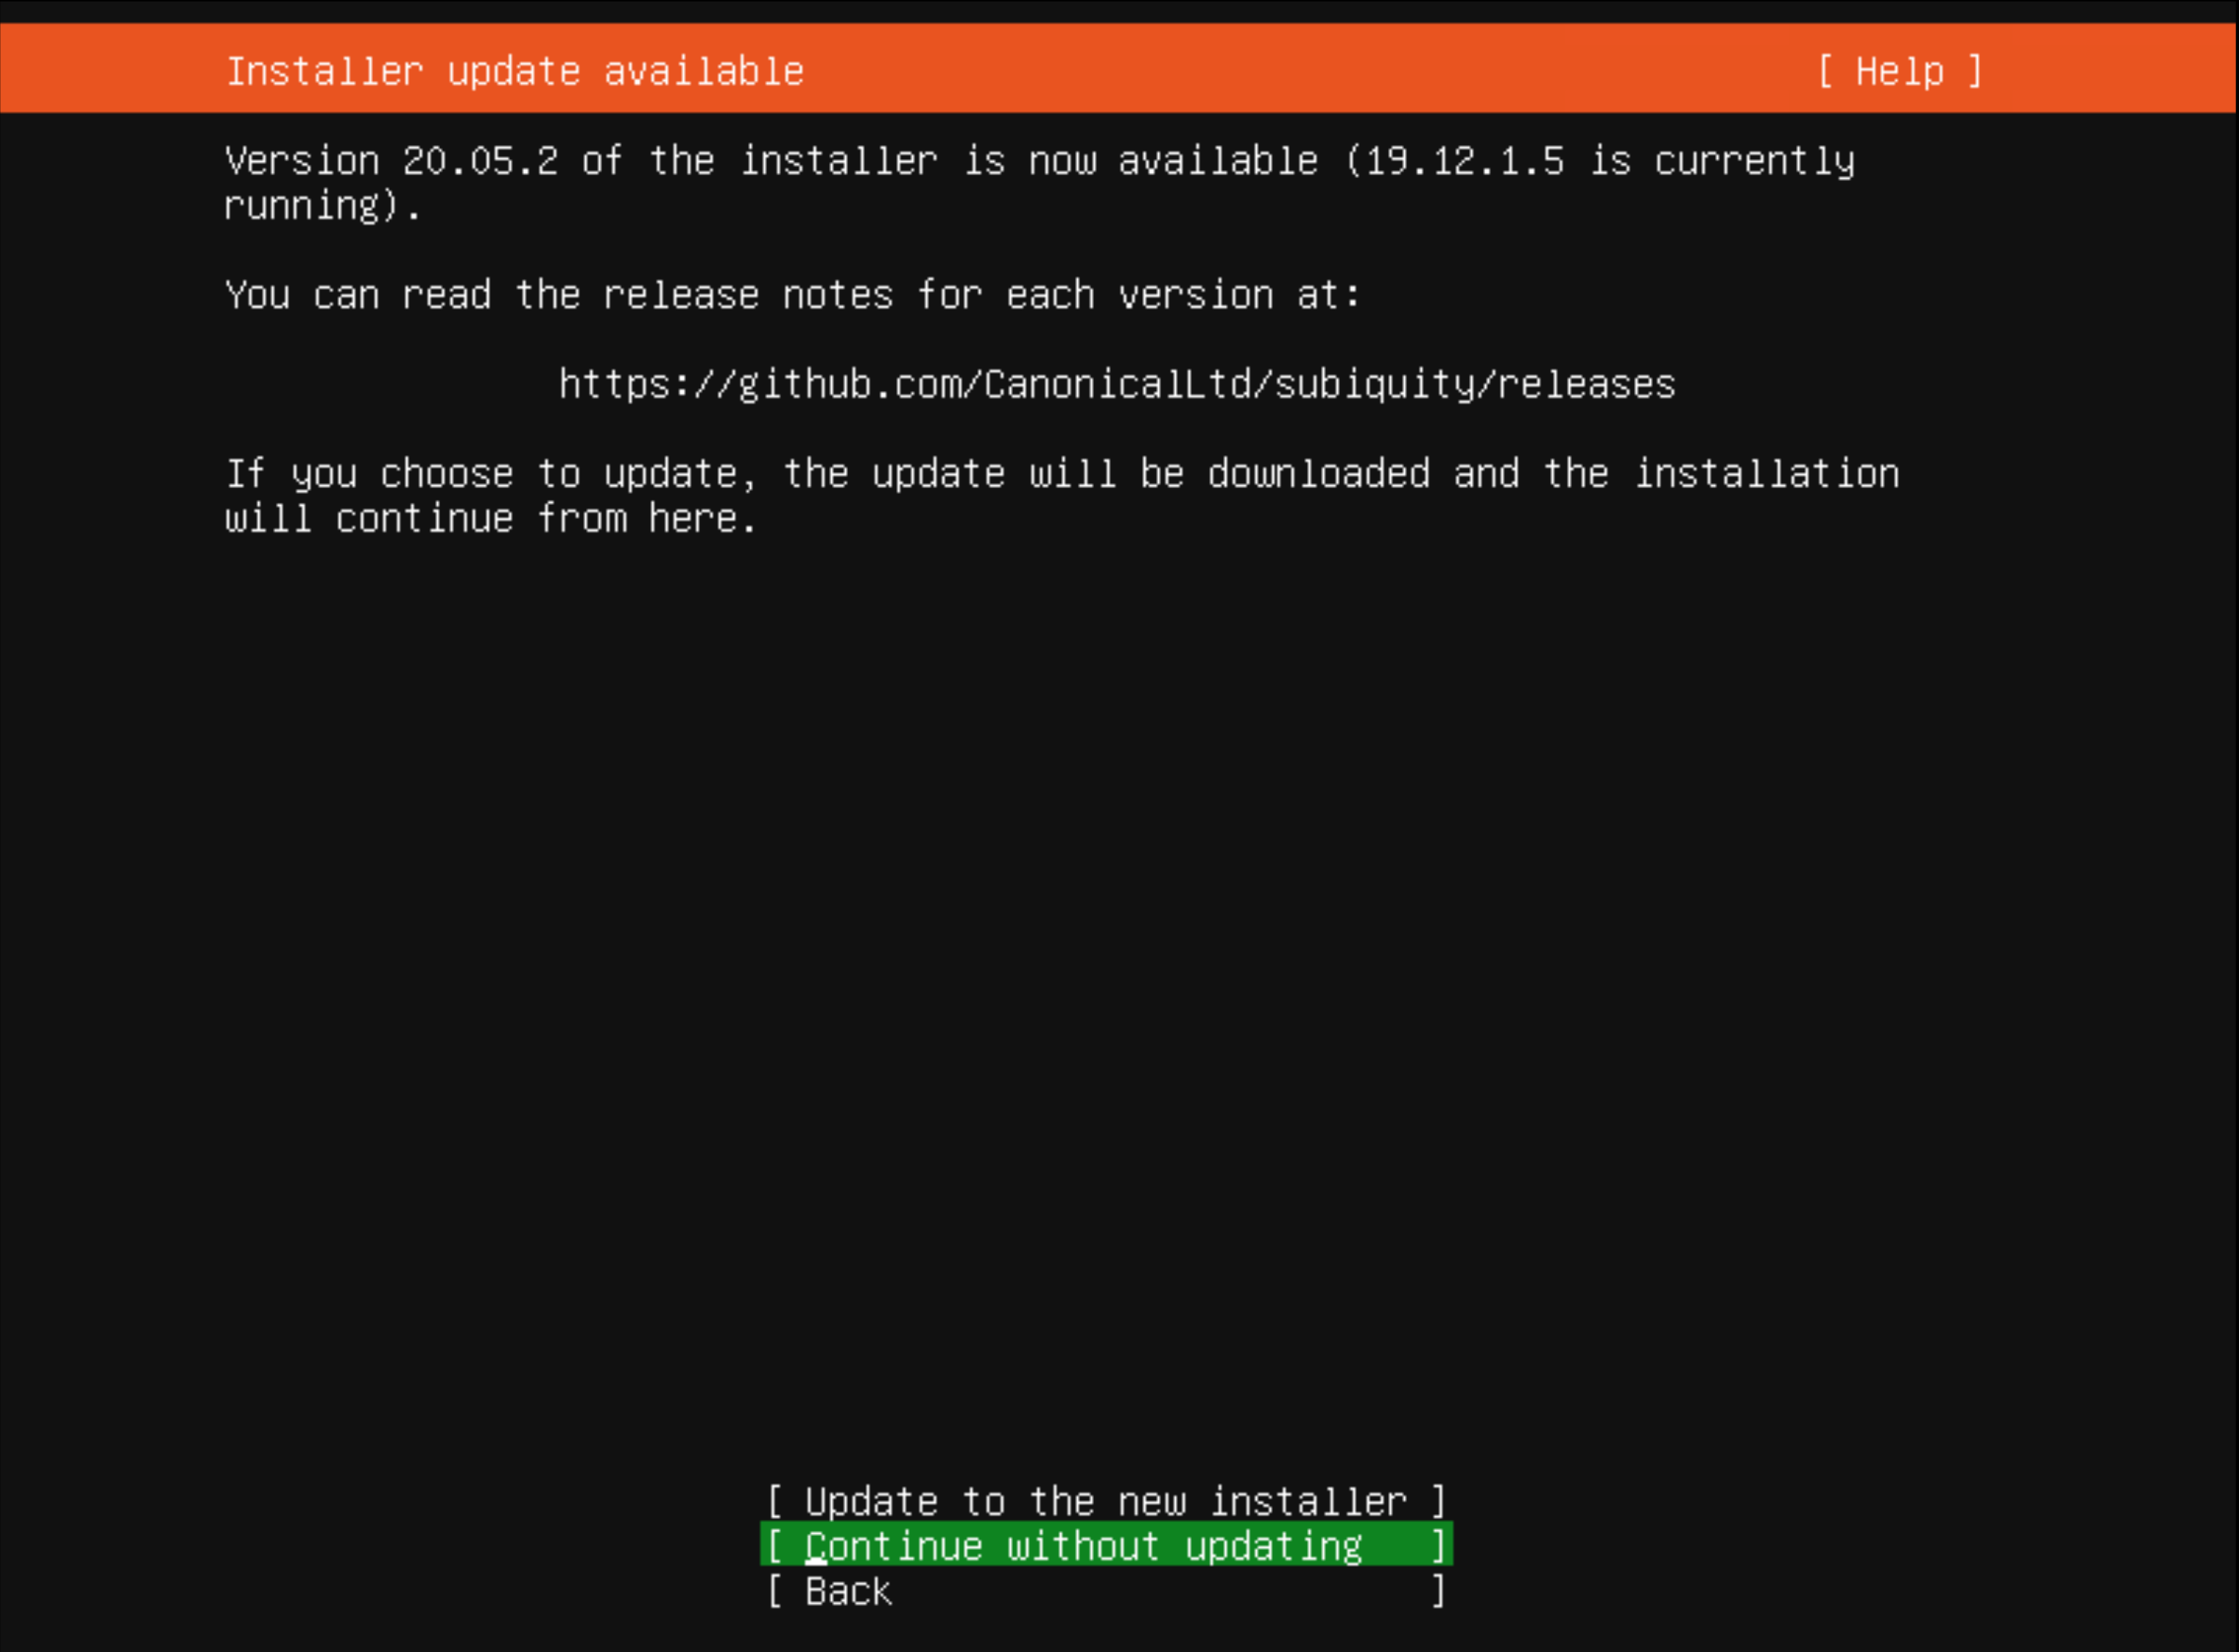 Installer update available [ Help ]
Version 20.05.2 of the installer is now available (19.12.1.5 is currently
running).
You can read the release notes for each version at:
https://github.com/CanonicalLtd/subiquity/releases
If you choose to update, the update will be downloaded and the installation
will continue from here.
[ Update to the new installer ]
[ Continue without updating ]
[ Back ]